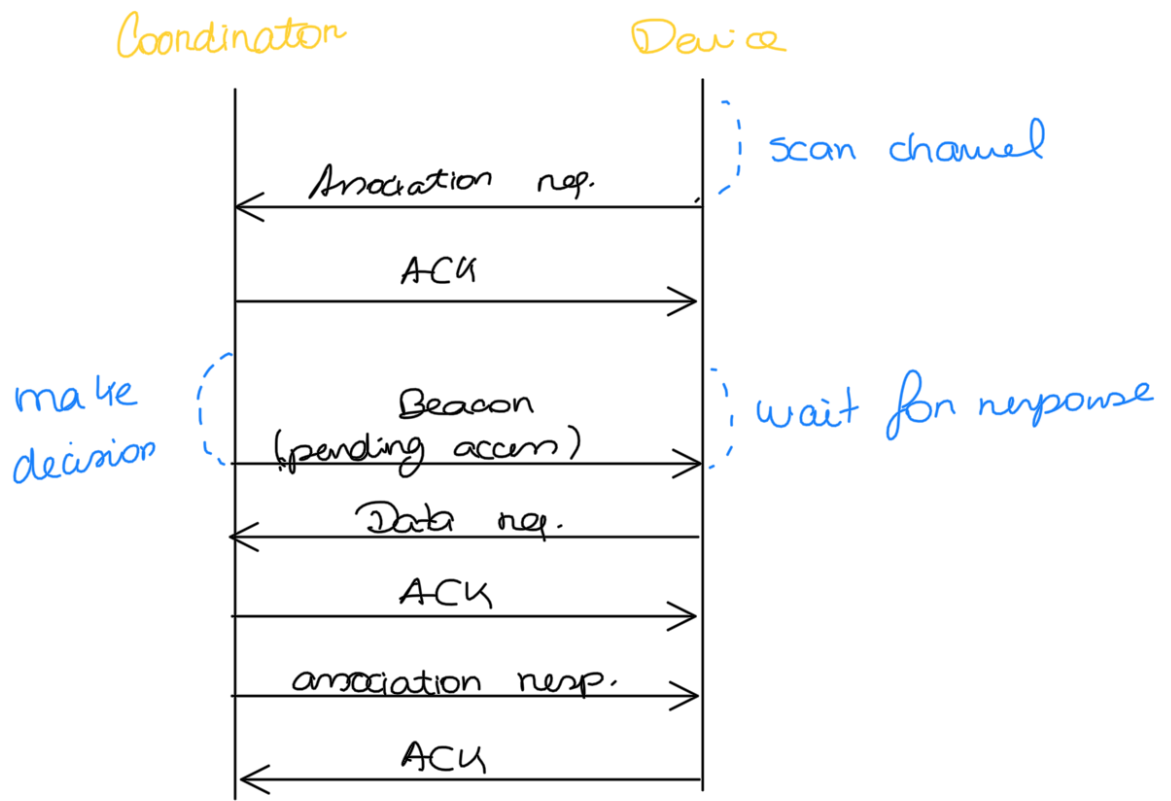 Coordinator
Device
scan channel
Association req.
ACK
make
decision
Beacon
(pending access)
wait for response
Data req.
ACK
association resp.
ACK